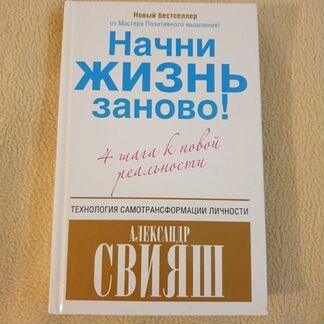 Новый бестселлер
от Мастера Позитивного мышления!
Начни
ЖИЗНЬ
заново!
4 шага к новой
реальности
ТЕХНОЛОГИЯ САМОТРАНСФОРМАЦИИ ЛИЧНОСТИ
АЛЕКСАНДР
СВИЯШ